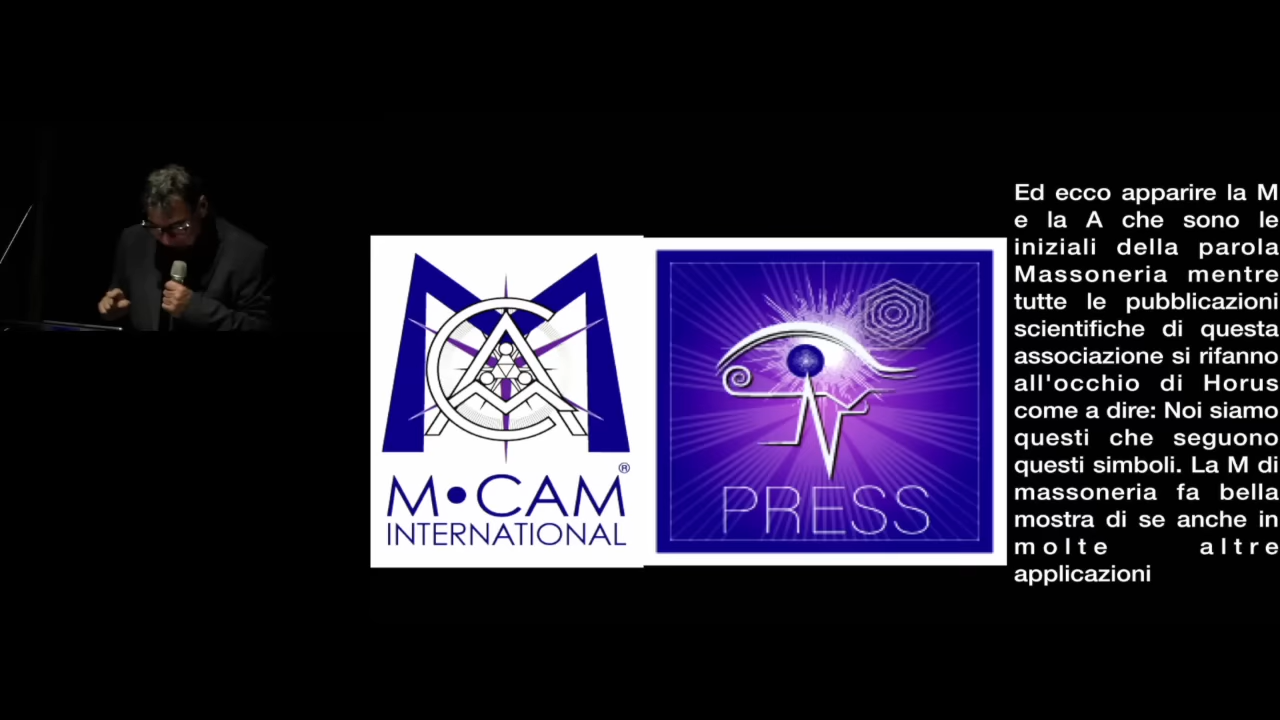 M•CAM®
INTERNATIONAL
PRESS
Ed ecco apparire la M
e la A che sono le
iniziali della parola
Massoneria mentre
tutte le pubblicazioni
scientifiche di questa
associazione si rifanno
all'occhio di Horus
come a dire: Noi siamo
questi che seguono
questi simboli. La M di
massoneria fa bella
mostra di se anche in
molte altre
applicazioni